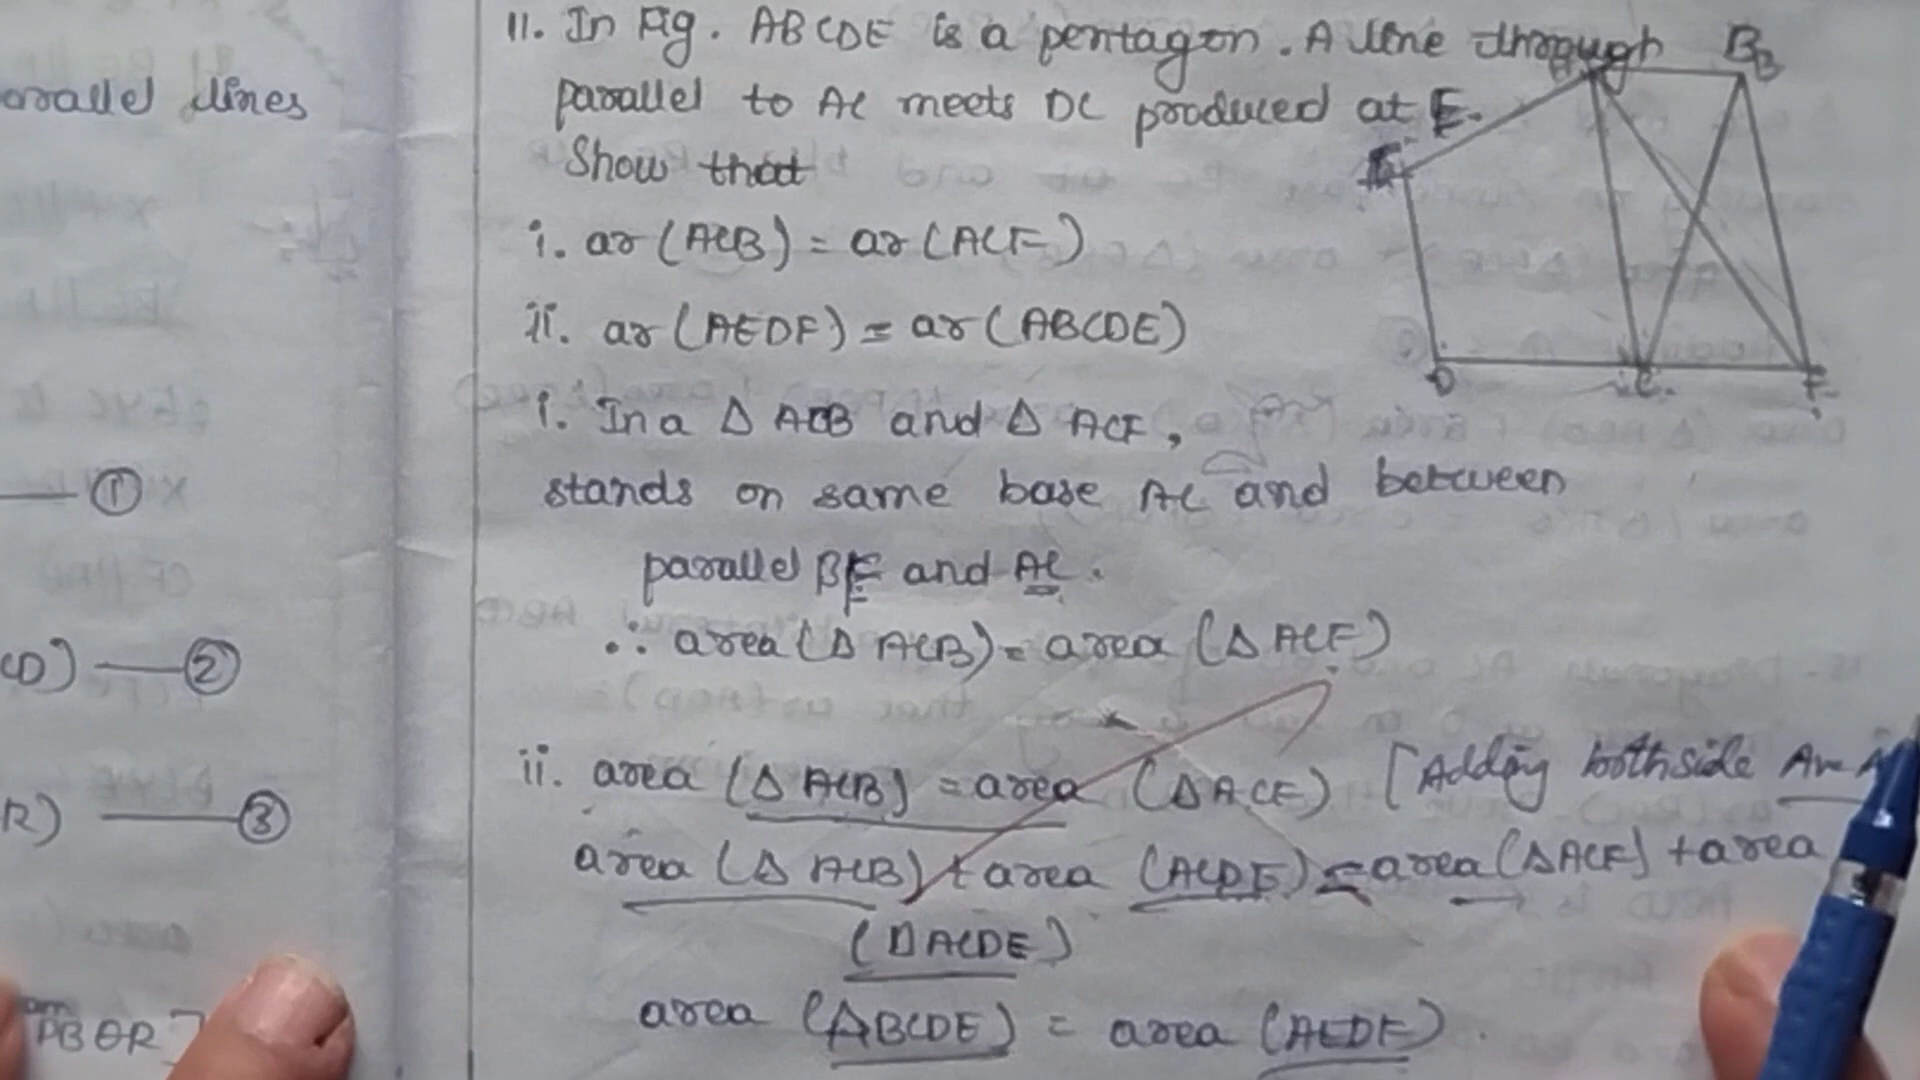 parallel lines
①
CD) — ②
R) — ③
PBQR]
11. In Fig. ABCDE is a pentagon. A line through B
parallel to AC meets DC produced at F.
Show that
i. ar (ACB) = ar (ACF)
ii. ar (AEDF) = ar (ABCDE)
A B
E
D C F
i. In a Δ ACB and Δ ACF,
stands on same base AC and between
parallel BF and AC.
∴ area (Δ ACB) = area (Δ ACF)
ii. area (Δ ACB) = area (Δ ACF) [Adding bothside
area (Δ ACB) + area (ACDE) = area (Δ ACF) + area
(□ ACDE)
area (ABCDE) = area (AEDF).